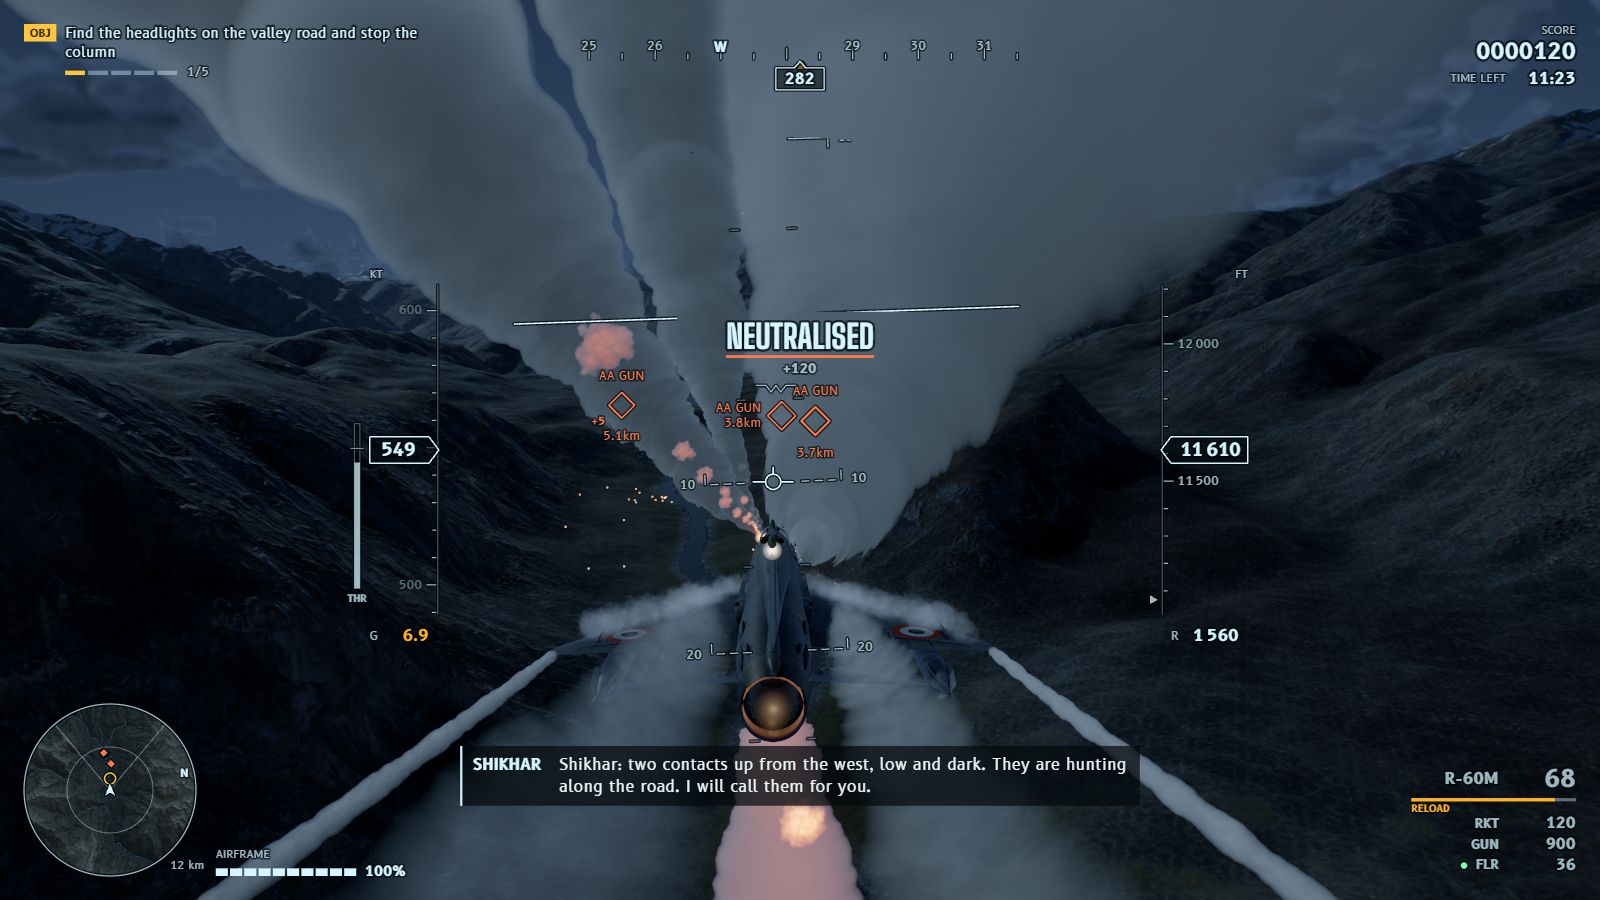 OBJ Find the headlights on the valley road and stop the
column
1/5
25 26 W 29 30 31
282
SCORE
0000120
TIME LEFT 11:23
KT
600
549
500
THR
G 6.9
FT
12 000
11 610
11 500
R 1 560
NEUTRALISED
+120
AA GUN
+5
5.1km
AA GUN
3.8km
AA GUN
3.7km
10 10
20 20
SHIKHAR Shikhar: two contacts up from the west, low and dark. They are hunting
along the road. I will call them for you.
N
12 km
AIRFRAME
100%
R-60M 68
RELOAD
RKT 120
GUN 900
FLR 36